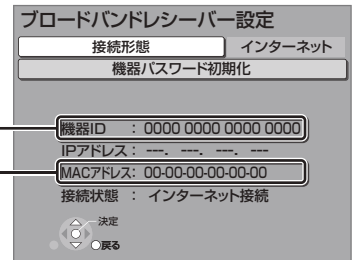 ブロードバンドレシーバー設定
接続形態 インターネット
機器パスワード初期化
機器ID : 0000 0000 0000 0000
IPアドレス : ---. ---. ---. ---
MACアドレス: 00-00-00-00-00-00
接続状態 : インターネット接続
決定
戻る